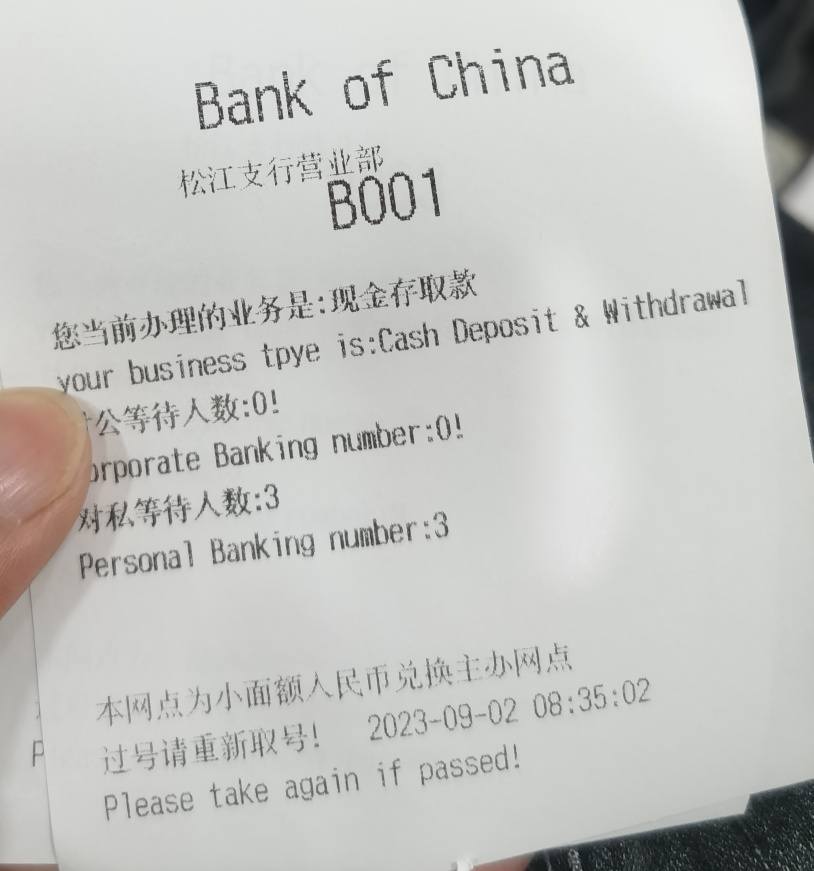 Bank of China
松江支行营业部
B001
您当前办理的业务是:现金存取款
your business tpye is:Cash Deposit & Withdrawal
公等待人数:0!
orporate Banking number:0!
对私等待人数:3
Personal Banking number:3
本网点为小面额人民币兑换主办网点
过号请重新取号! 2023-09-02 08:35:02
Please take again if passed!
P